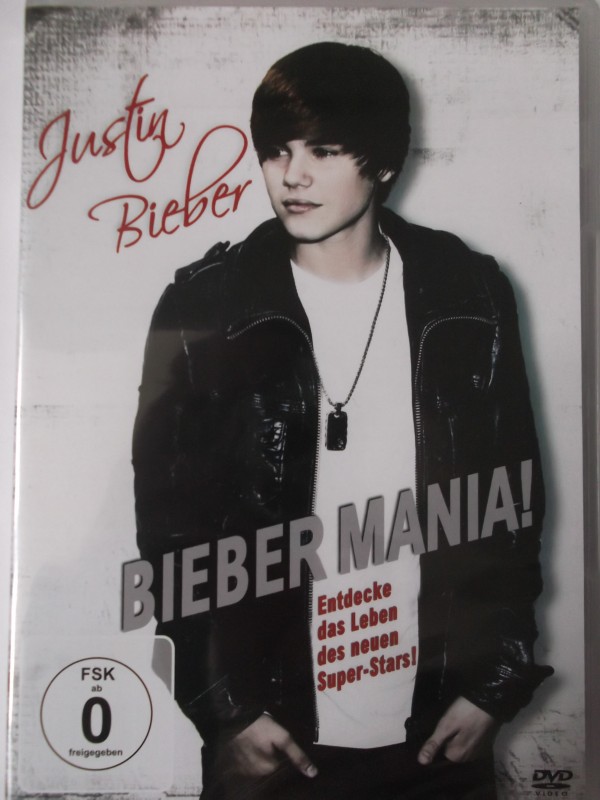 Justin
Bieber
BIEBER MANIA!
Entdecke
das Leben
des neuen
Super-Stars!
FSK
ab
0
freigegeben
DVD
VIDEO